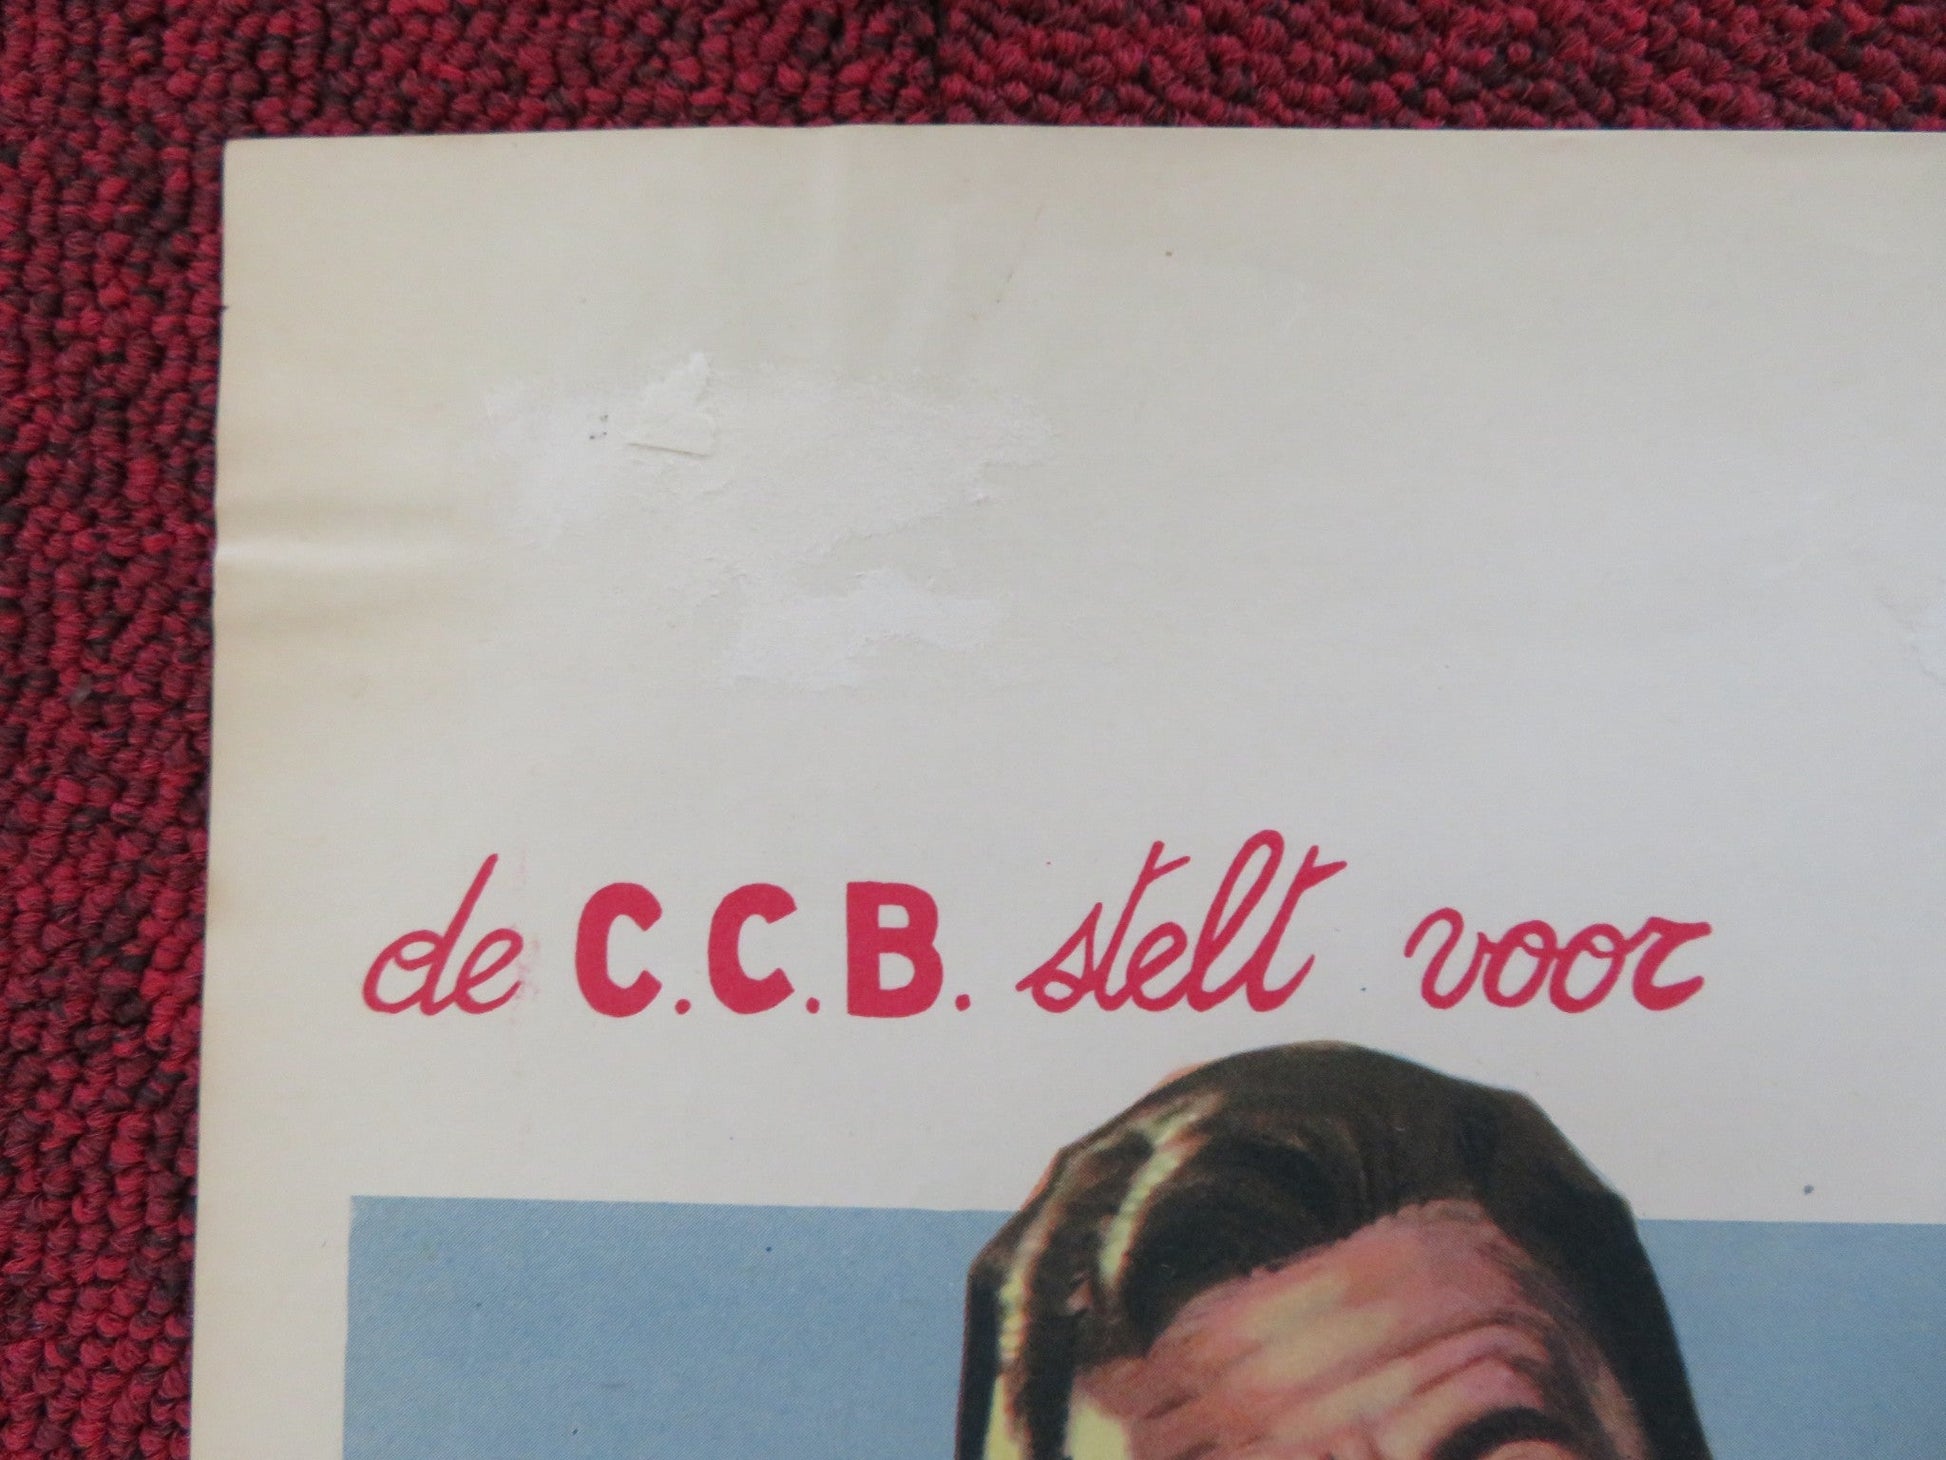 de C.C.B. stelt voor